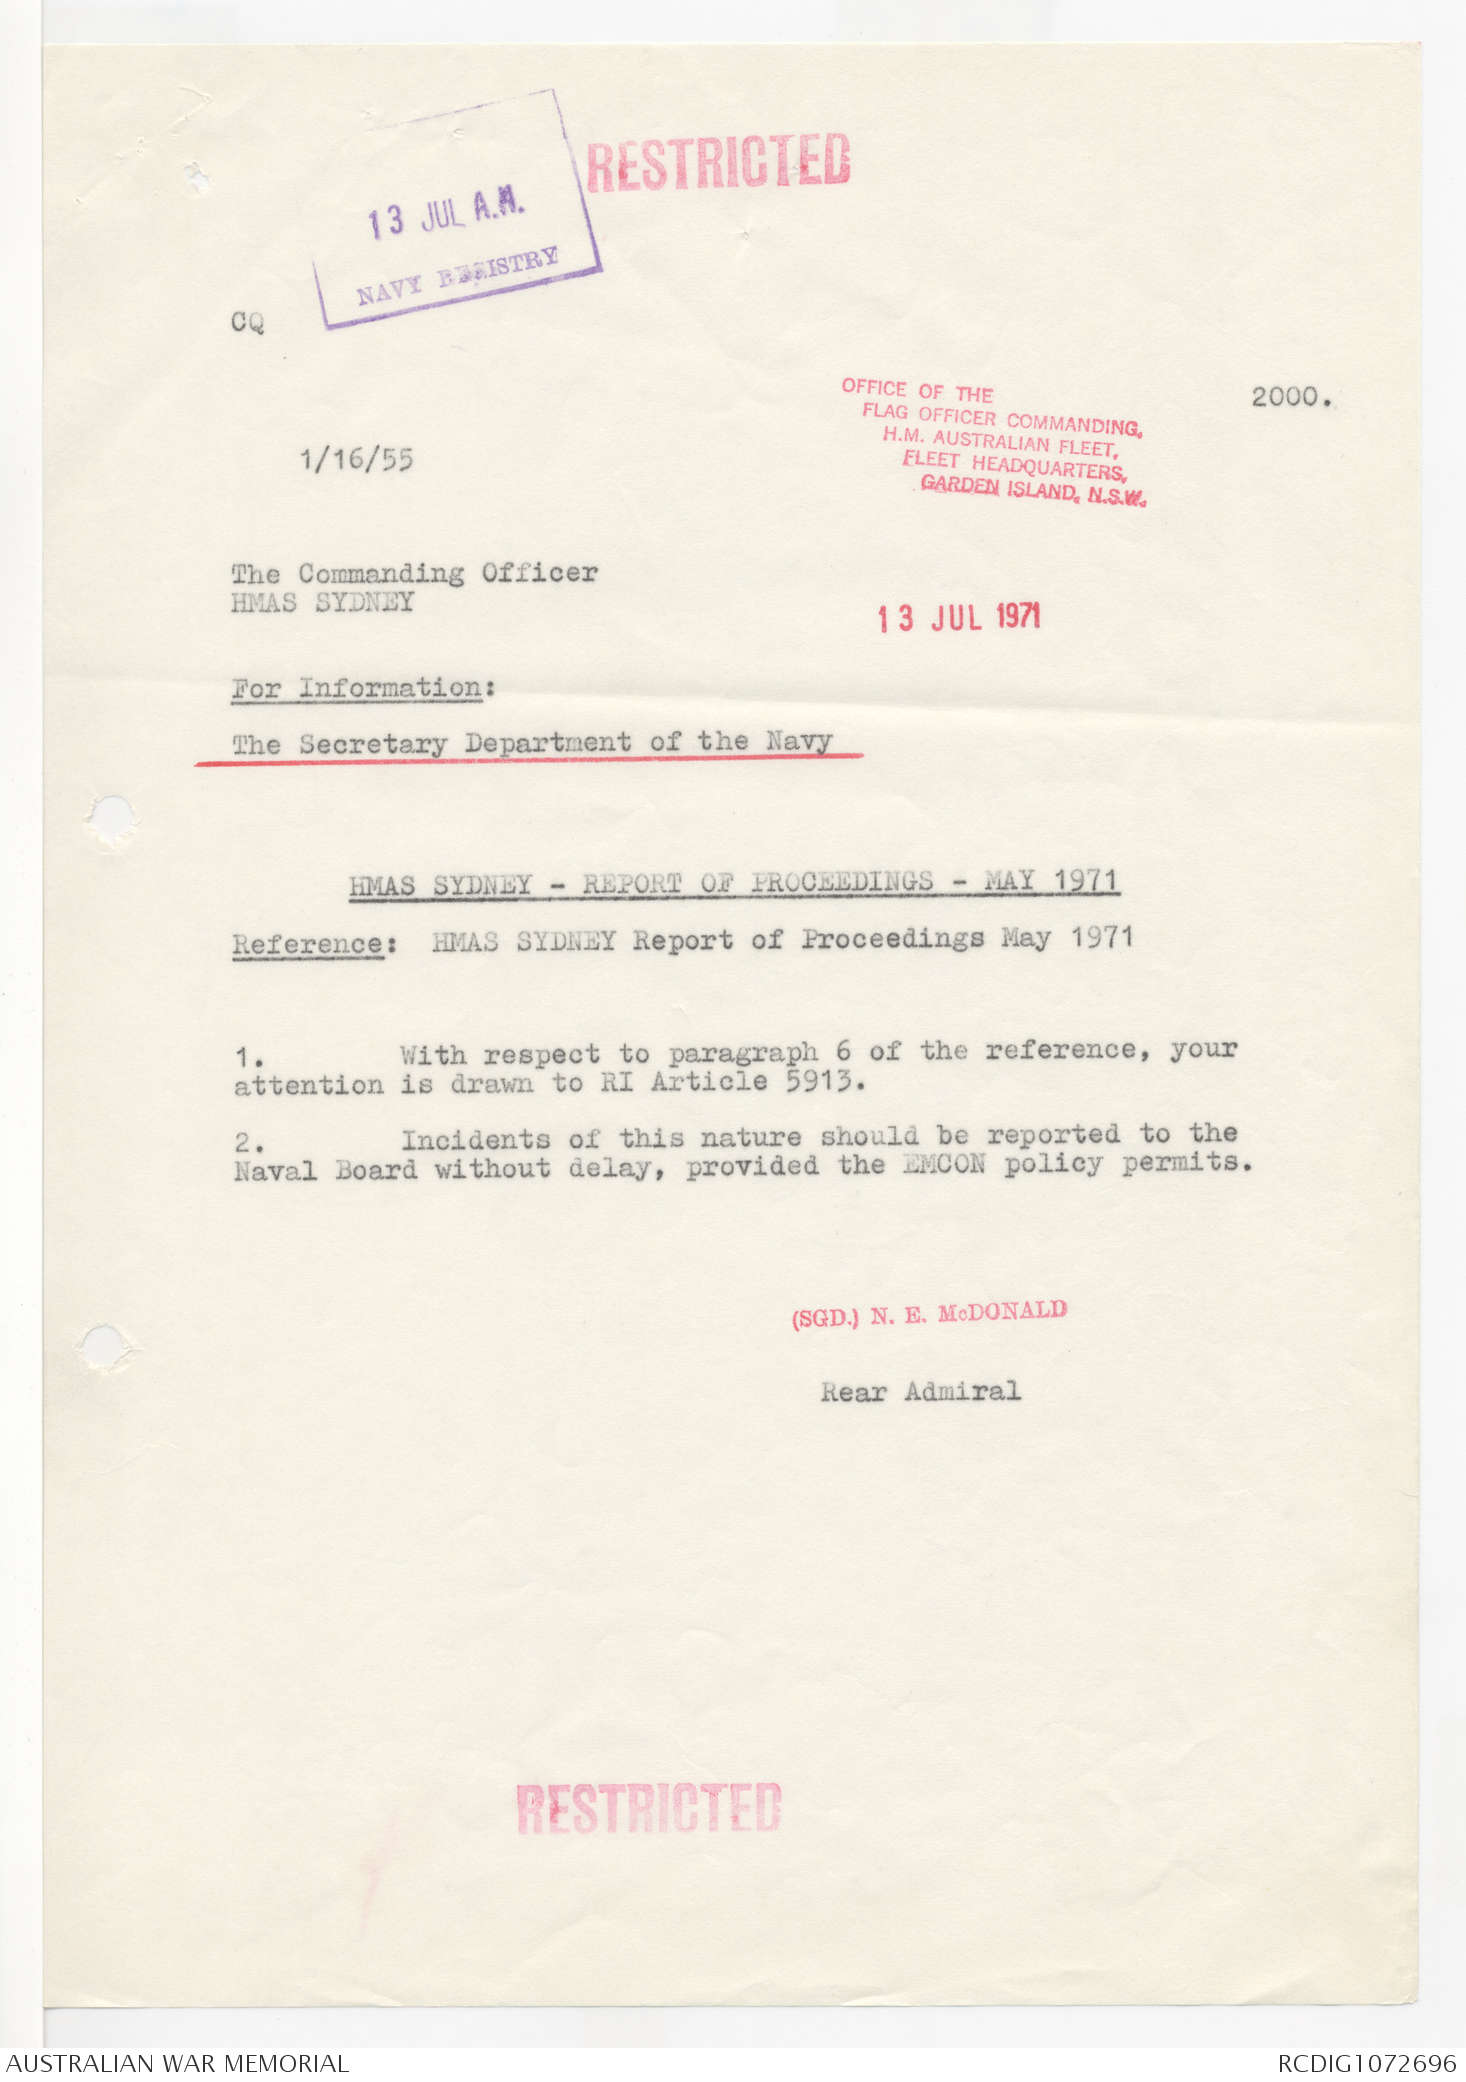 RESTRICTED
13 JUL A.M.
NAVY REGISTRY
CQ
OFFICE OF THE
FLAG OFFICER COMMANDING,
H.M. AUSTRALIAN FLEET,
FLEET HEADQUARTERS,
GARDEN ISLAND, N.S.W.
2000.
1/16/55
The Commanding Officer
HMAS SYDNEY
13 JUL 1971
For Information:
The Secretary Department of the Navy
HMAS SYDNEY - REPORT OF PROCEEDINGS - MAY 1971
Reference: HMAS SYDNEY Report of Proceedings May 1971
1. With respect to paragraph 6 of the reference, your
attention is drawn to RI Article 5913.
2. Incidents of this nature should be reported to the
Naval Board without delay, provided the EMCON policy permits.
(SGD.) N. E. McDONALD
Rear Admiral
RESTRICTED
AUSTRALIAN WAR MEMORIAL
RCDIG1072696